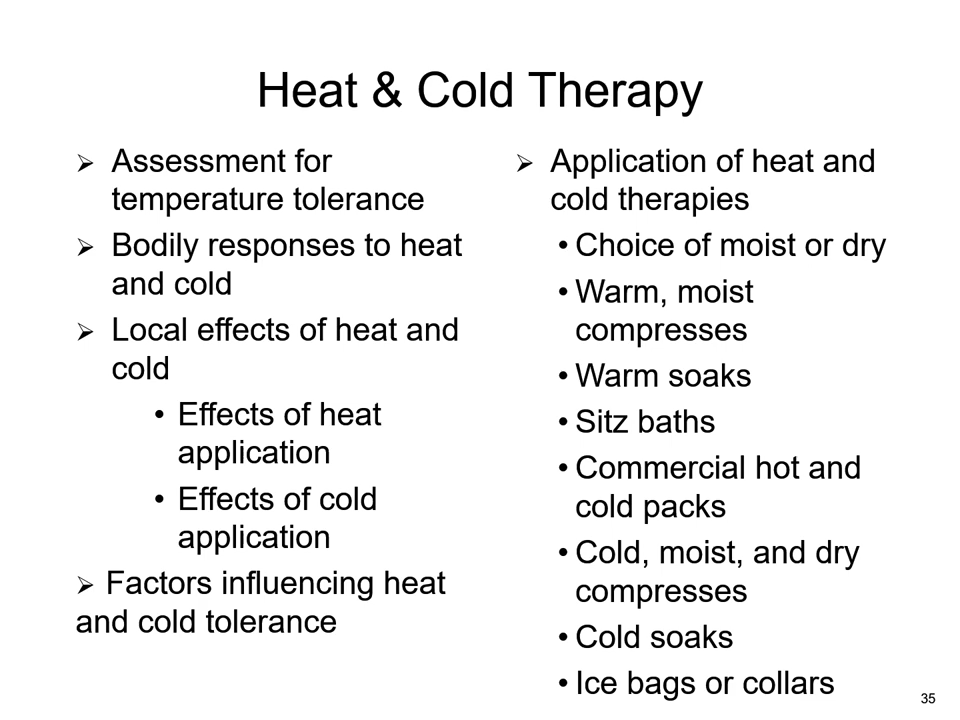 Heat & Cold Therapy
➢ Assessment for
temperature tolerance
➢ Bodily responses to heat
and cold
➢ Local effects of heat and
cold
• Effects of heat
application
• Effects of cold
application
➢ Factors influencing heat
and cold tolerance
➢ Application of heat and
cold therapies
• Choice of moist or dry
• Warm, moist
compresses
• Warm soaks
• Sitz baths
• Commercial hot and
cold packs
• Cold, moist, and dry
compresses
• Cold soaks
• Ice bags or collars
35